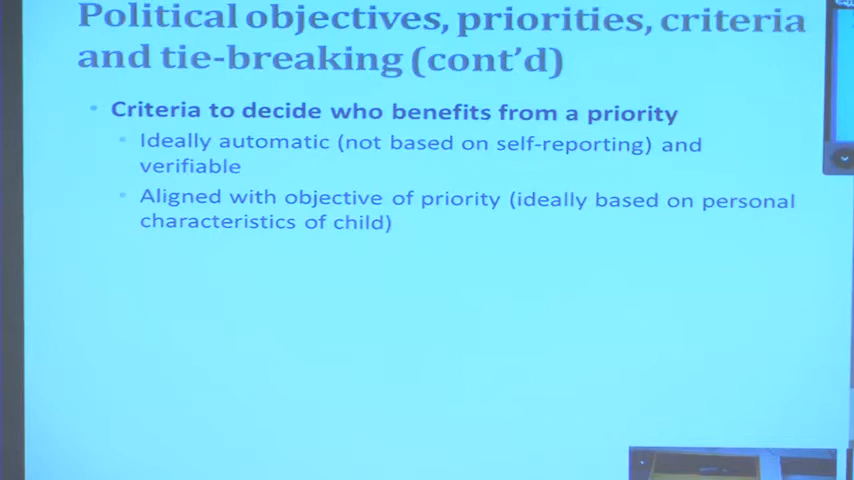 Political objectives, priorities, criteria
and tie-breaking (cont’d)
• Criteria to decide who benefits from a priority
• Ideally automatic (not based on self-reporting) and
verifiable
• Aligned with objective of priority (ideally based on personal
characteristics of child)